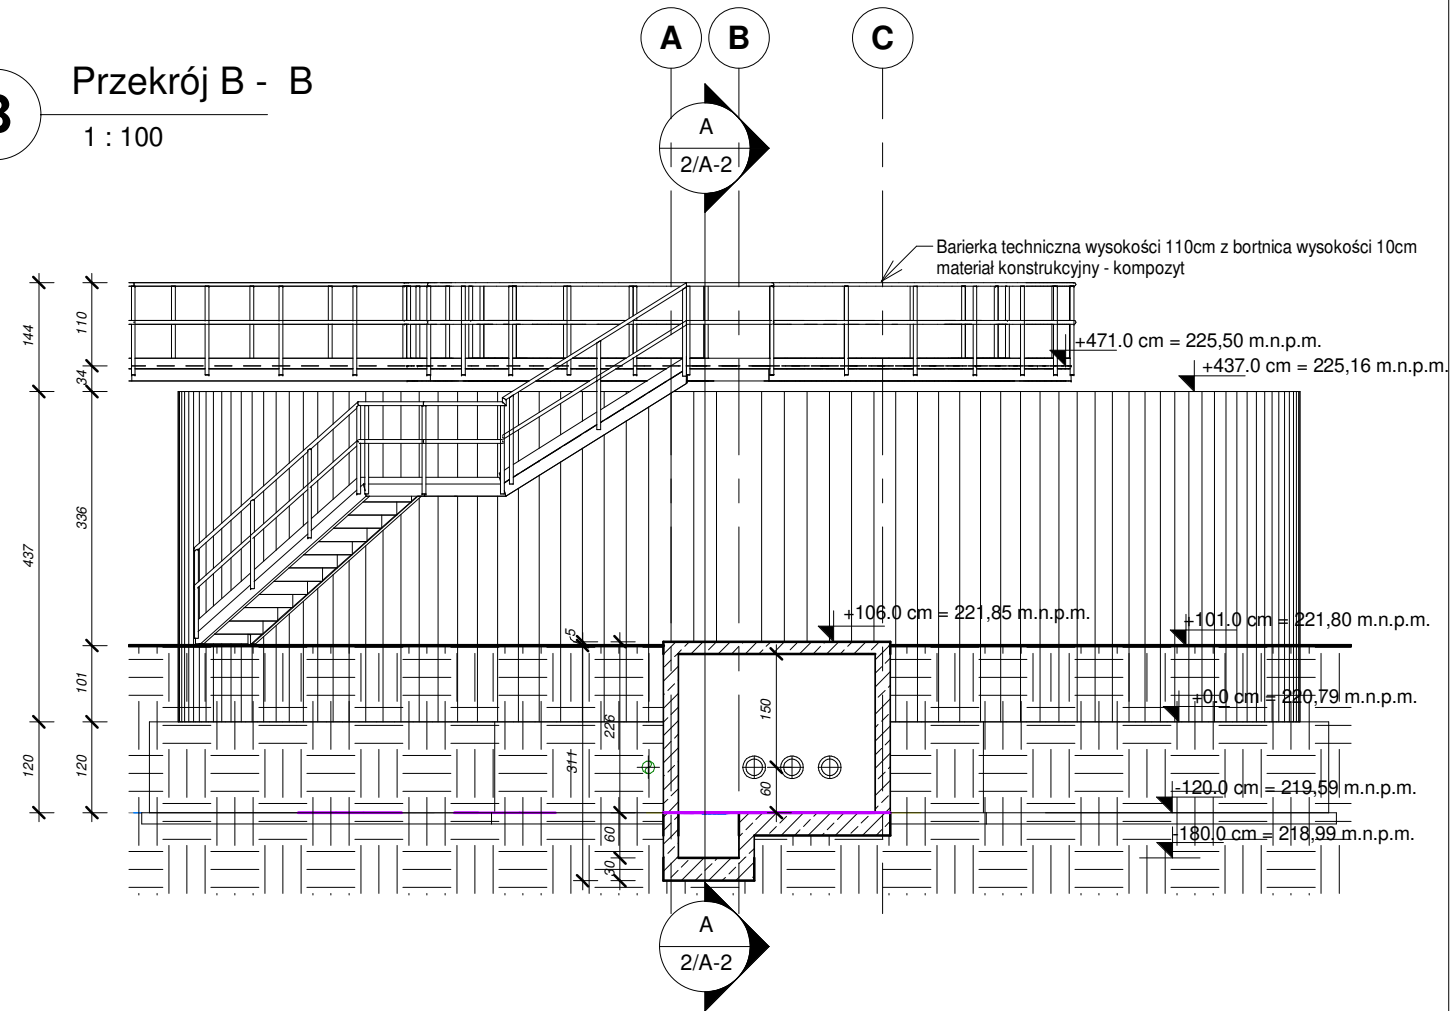 A
B
C
B
Przekrój B - B
1 : 100
A
2/A-2
Barierka techniczna wysokości 110cm z bortnica wysokości 10cm
materiał konstrukcyjny - kompozyt
144
110
34
+471.0 cm = 225,50 m.n.p.m.
+437.0 cm = 225,16 m.n.p.m.
437
336
+106.0 cm = 221,85 m.n.p.m.
+101.0 cm = 221,80 m.n.p.m.
5
101
+0.0 cm = 220,79 m.n.p.m.
150
226
311
120
120
60
-120.0 cm = 219,59 m.n.p.m.
60
-180.0 cm = 218,99 m.n.p.m.
30
A
2/A-2